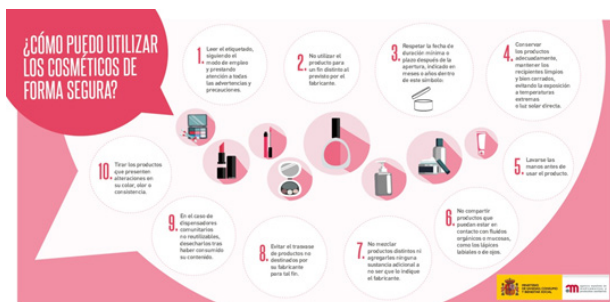 ¿CÓMO PUEDO UTILIZAR
LOS COSMÉTICOS DE
FORMA SEGURA?
1. Leer el etiquetado,
siguiendo el
modo de empleo
y prestando
atención a todas
las advertencias y
precauciones.
2. No utilizar el
producto para
un fin distinto al
previsto por el
fabricante.
3. Respetar la fecha de
duración mínima o
plazo después de la
apertura, indicado en
meses o años dentro
de este símbolo:
4. Conservar
los productos
adecuadamente,
mantener los
recipientes limpios
y bien cerrados,
evitando la exposición
a temperaturas
extremas
o luz solar directa.
5. Lavarse las
manos antes de
usar el producto.
6. No compartir
productos que
puedan estar en
contacto con fluidos
orgánicos o mucosas,
como los lápices
labiales o de ojos.
7. No mezclar
productos distintos ni
agregarles ninguna
sustancia adicional a
no ser que lo indique
el fabricante.
8. Evitar el trasvase
de productos no
destinados por
su fabricante
para tal fin.
9. En el caso de
dispensadores
comunitarios
no reutilizables,
desecharlos tras
haber consumido
su contenido.
10. Tirar los productos
que presenten
alteraciones en
su color, olor o
consistencia.
MINISTERIO
DE SANIDAD, CONSUMO
Y BIENESTAR SOCIAL